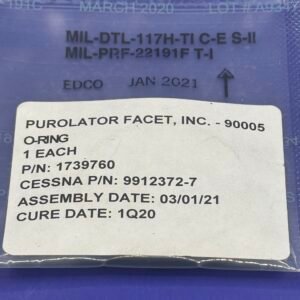 MARCH 2020
MIL-DTL-117H-TI C-E S-II
MIL-PRF-22191F T-I
EDCO JAN 2021
PUROLATOR FACET, INC. - 90005
O-RING
1 EACH
P/N: 1739760
CESSNA P/N: 9912372-7
ASSEMBLY DATE: 03/01/21
CURE DATE: 1Q20